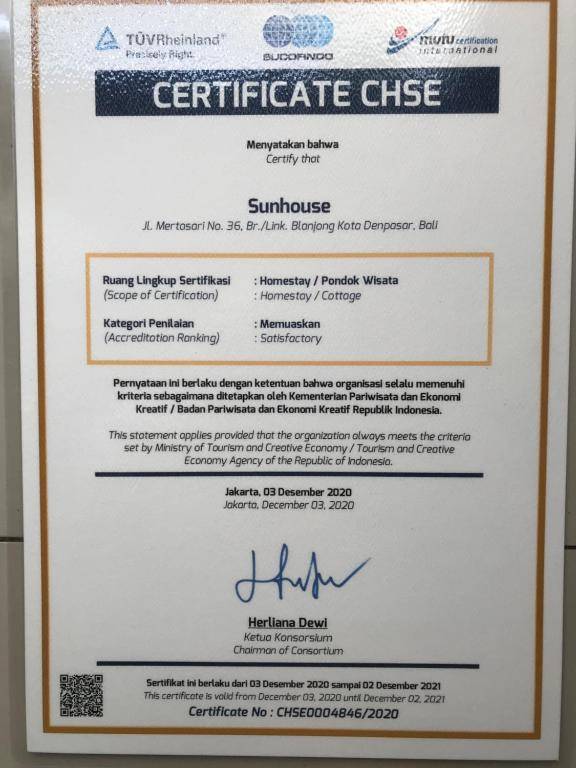 TÜVRheinland®
Precisely Right.
SUCOFINDO
mutu certification
international
CERTIFICATE CHSE
Menyatakan bahwa
Certify that
Sunhouse
Jl. Mertasari No. 36, Br./Link. Blanjong Kota Denpasar, Bali
Ruang Lingkup Sertifikasi : Homestay / Pondok Wisata
(Scope of Certification) : Homestay / Cottage
Kategori Penilaian : Memuaskan
(Accreditation Ranking) : Satisfactory
Pernyataan ini berlaku dengan ketentuan bahwa organisasi selalu memenuhi
kriteria sebagaimana ditetapkan oleh Kementerian Pariwisata dan Ekonomi
Kreatif / Badan Pariwisata dan Ekonomi Kreatif Republik Indonesia.
This statement applies provided that the organization always meets the criteria
set by Ministry of Tourism and Creative Economy / Tourism and Creative
Economy Agency of the Republic of Indonesia.
Jakarta, 03 Desember 2020
Jakarta, December 03, 2020
Herliana Dewi
Ketua Konsorsium
Chairman of Consortium
Sertifikat ini berlaku dari 03 Desember 2020 sampai 02 Desember 2021
This certificate is valid from December 03, 2020 until December 02, 2021
Certificate No : CHSE0004846/2020